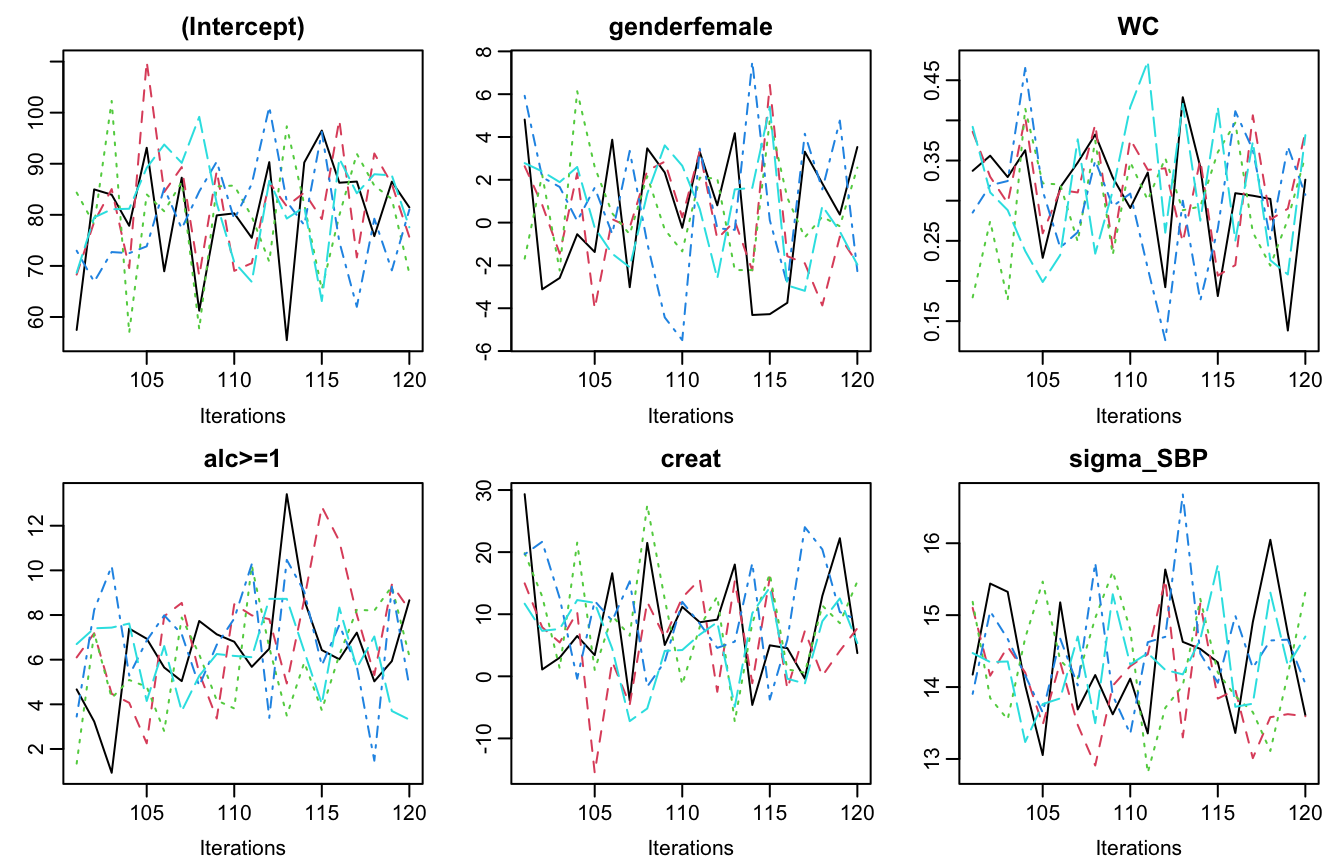 (Intercept) genderfemale WC
100 90 80 70 60
8 6 4 2 0 -2 -4 -6
0.45 0.35 0.25 0.15
105 110 115 120 105 110 115 120 105 110 115 120
Iterations Iterations Iterations
alc>=1 creat sigma_SBP
12 10 8 6 4 2
30 20 10 0 -10
16 15 14 13
105 110 115 120 105 110 115 120 105 110 115 120
Iterations Iterations Iterations